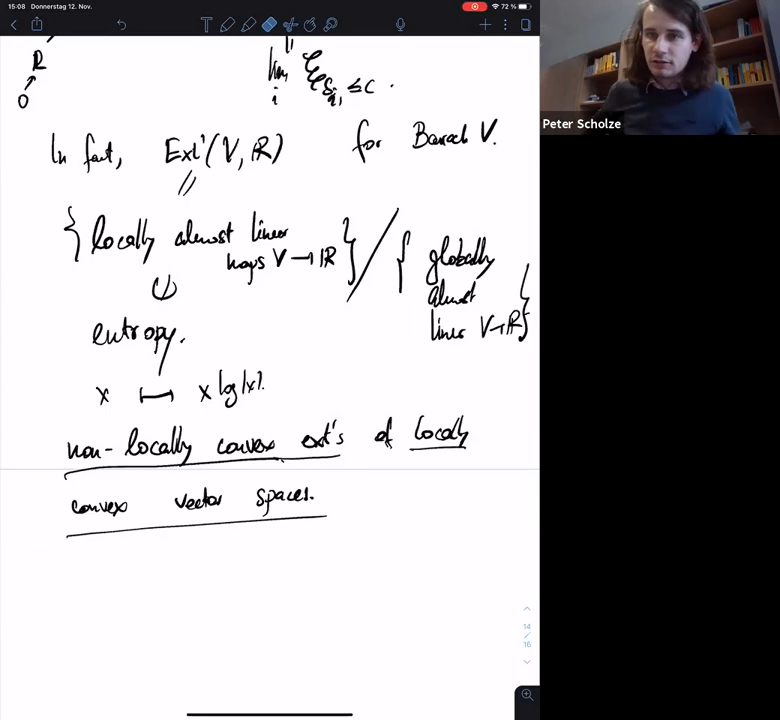 15:08 Donnerstag 12. Nov.
72 %
Peter Scholze
R
0
lim
i
≤ C .
In fact, Ext¹(V, R) for Banach V.
//
{ locally almost linear maps V → R } / { globally almost linear V → R }
entropy.
x ↦ x log|x|.
non-locally convex ext's of locally
convex vector spaces.
14
/
16